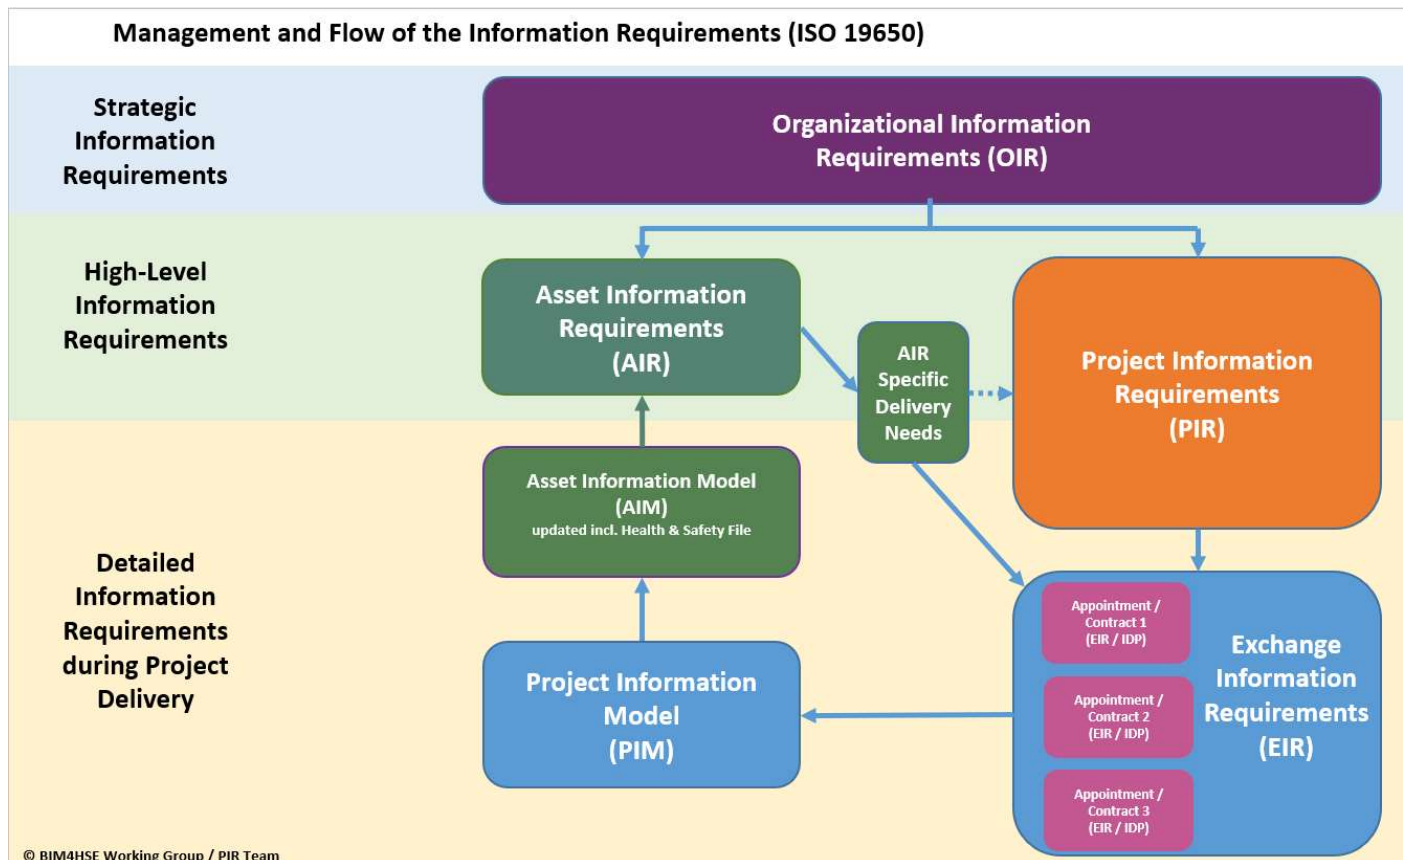 Management and Flow of the Information Requirements (ISO 19650)
Strategic
Information
Requirements
Organizational Information
Requirements (OIR)
High-Level
Information
Requirements
Asset Information
Requirements
(AIR)
AIR
Specific
Delivery
Needs
Project Information
Requirements
(PIR)
Asset Information Model
(AIM)
updated incl. Health & Safety File
Detailed
Information
Requirements
during Project
Delivery
Project Information
Model
(PIM)
Appointment /
Contract 1
(EIR / IDP)
Appointment /
Contract 2
(EIR / IDP)
Appointment /
Contract 3
(EIR / IDP)
Exchange
Information
Requirements
(EIR)
© BIM4HSE Working Group / PIR Team